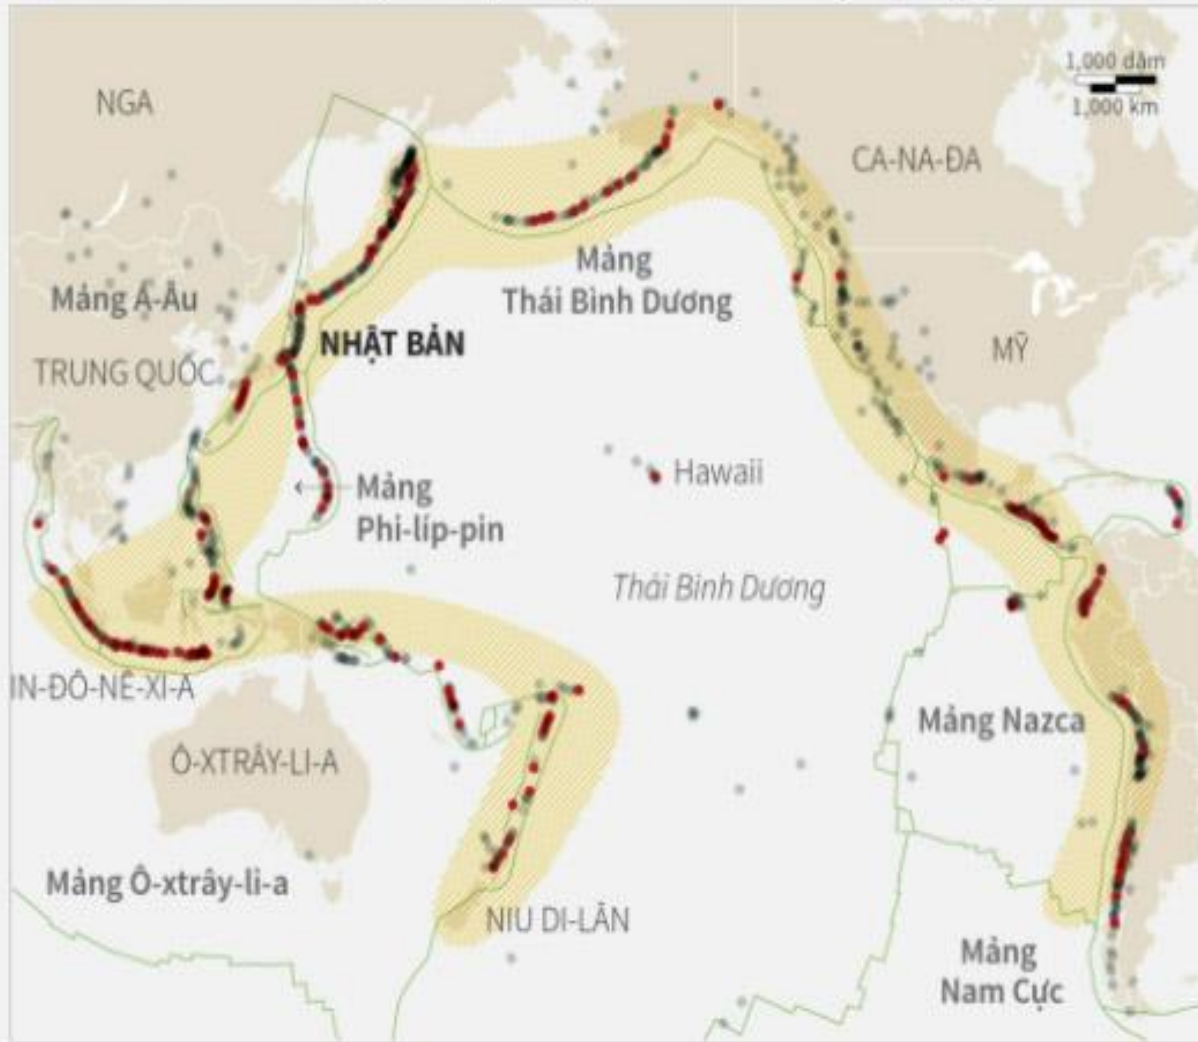 1,000 dặm
1,000 km
NGA
CA-NA-ĐA
Mảng
Thái Bình Dương
Mảng Á-Âu
NHẬT BẢN
MỸ
TRUNG QUỐC
Hawaii
Mảng
Phi-líp-pin
Thái Bình Dương
IN-ĐÔ-NÊ-XI-A
Mảng Nazca
Ô-XTRÂY-LI-A
Mảng Ô-xtrây-li-a
NIU DI-LÂN
Mảng
Nam Cực